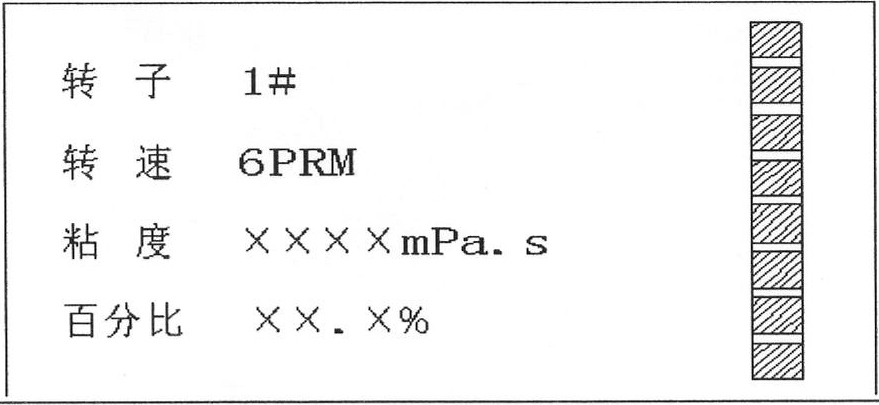 转 子 1#
转 速 6PRM
粘 度 ××××mPa.s
百分比 ××.×%